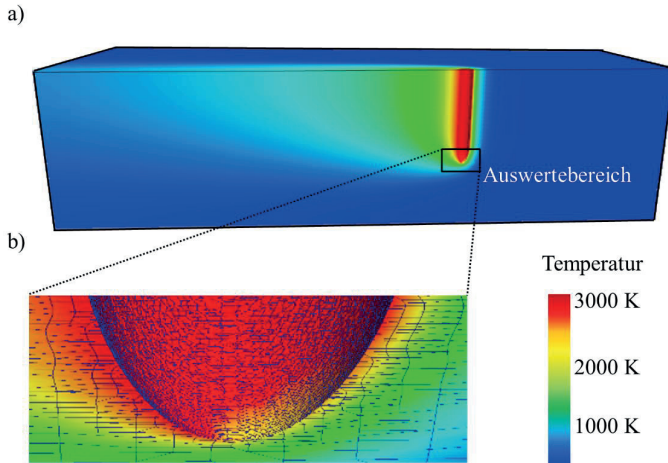 a)
Auswertebereich
b)
Temperatur
3000 K
2000 K
1000 K